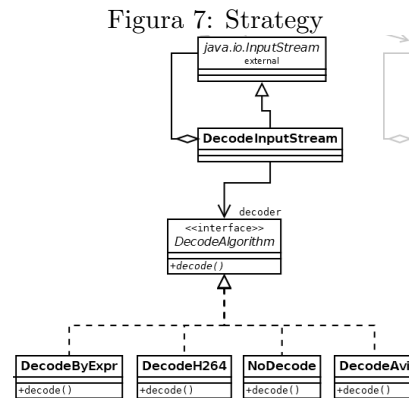 Figura 7: Strategy
java.io.InputStream
external
DecodeInputStream
decoder
<<interface>>
DecodeAlgorithm
+decode()
DecodeByExpr DecodeH264 NoDecode DecodeAvi
+decode() +decode() +decode() +decode()